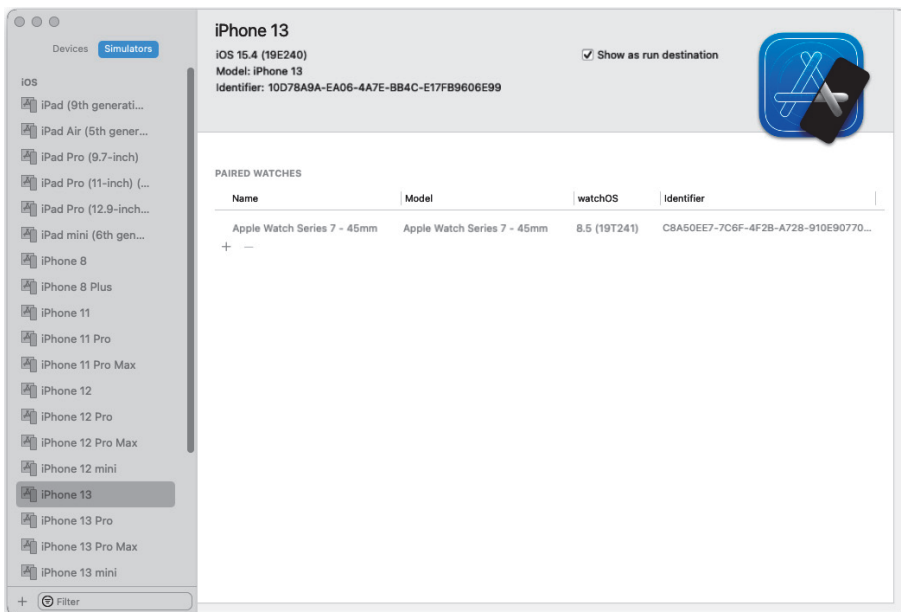 Devices
Simulators
iOS
iPad (9th generati...
iPad Air (5th gener...
iPad Pro (9.7-inch)
iPad Pro (11-inch) (...
iPad Pro (12.9-inch...
iPad mini (6th gen...
iPhone 8
iPhone 8 Plus
iPhone 11
iPhone 11 Pro
iPhone 11 Pro Max
iPhone 12
iPhone 12 Pro
iPhone 12 Pro Max
iPhone 12 mini
iPhone 13
iPhone 13 Pro
iPhone 13 Pro Max
iPhone 13 mini
+ Filter
iPhone 13
iOS 15.4 (19E240)
Model: iPhone 13
Identifier: 10D78A9A-EA06-4A7E-BB4C-E17FB9606E99
Show as run destination
PAIRED WATCHES
Name Model watchOS Identifier
Apple Watch Series 7 - 45mm Apple Watch Series 7 - 45mm 8.5 (19T241) C8A50EE7-7C6F-4F2B-A728-910E90770...
+ −